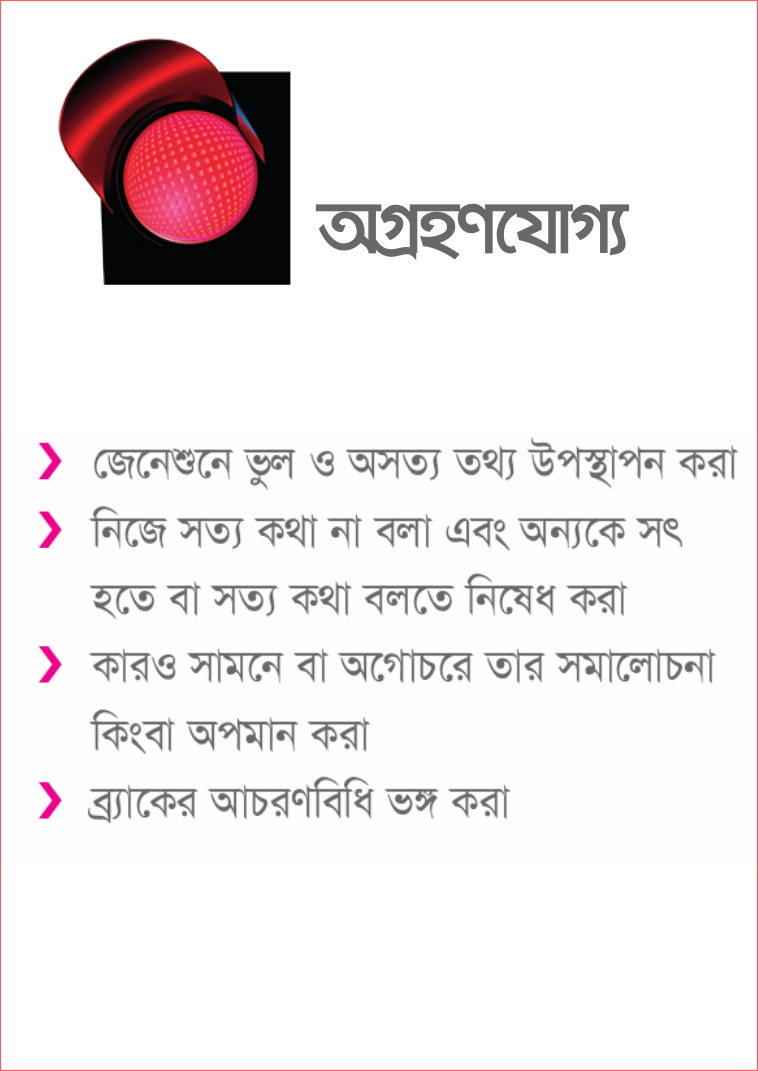 অগ্রহণযোগ্য
জেনেশুনে ভুল ও অসত্য তথ্য উপস্থাপন করা
নিজে সত্য কথা না বলা এবং অন্যকে সৎ
হতে বা সত্য কথা বলতে নিষেধ করা
কারও সামনে বা অগোচরে তার সমালোচনা
কিংবা অপমান করা
ব্র্যাকের আচরণবিধি ভঙ্গ করা